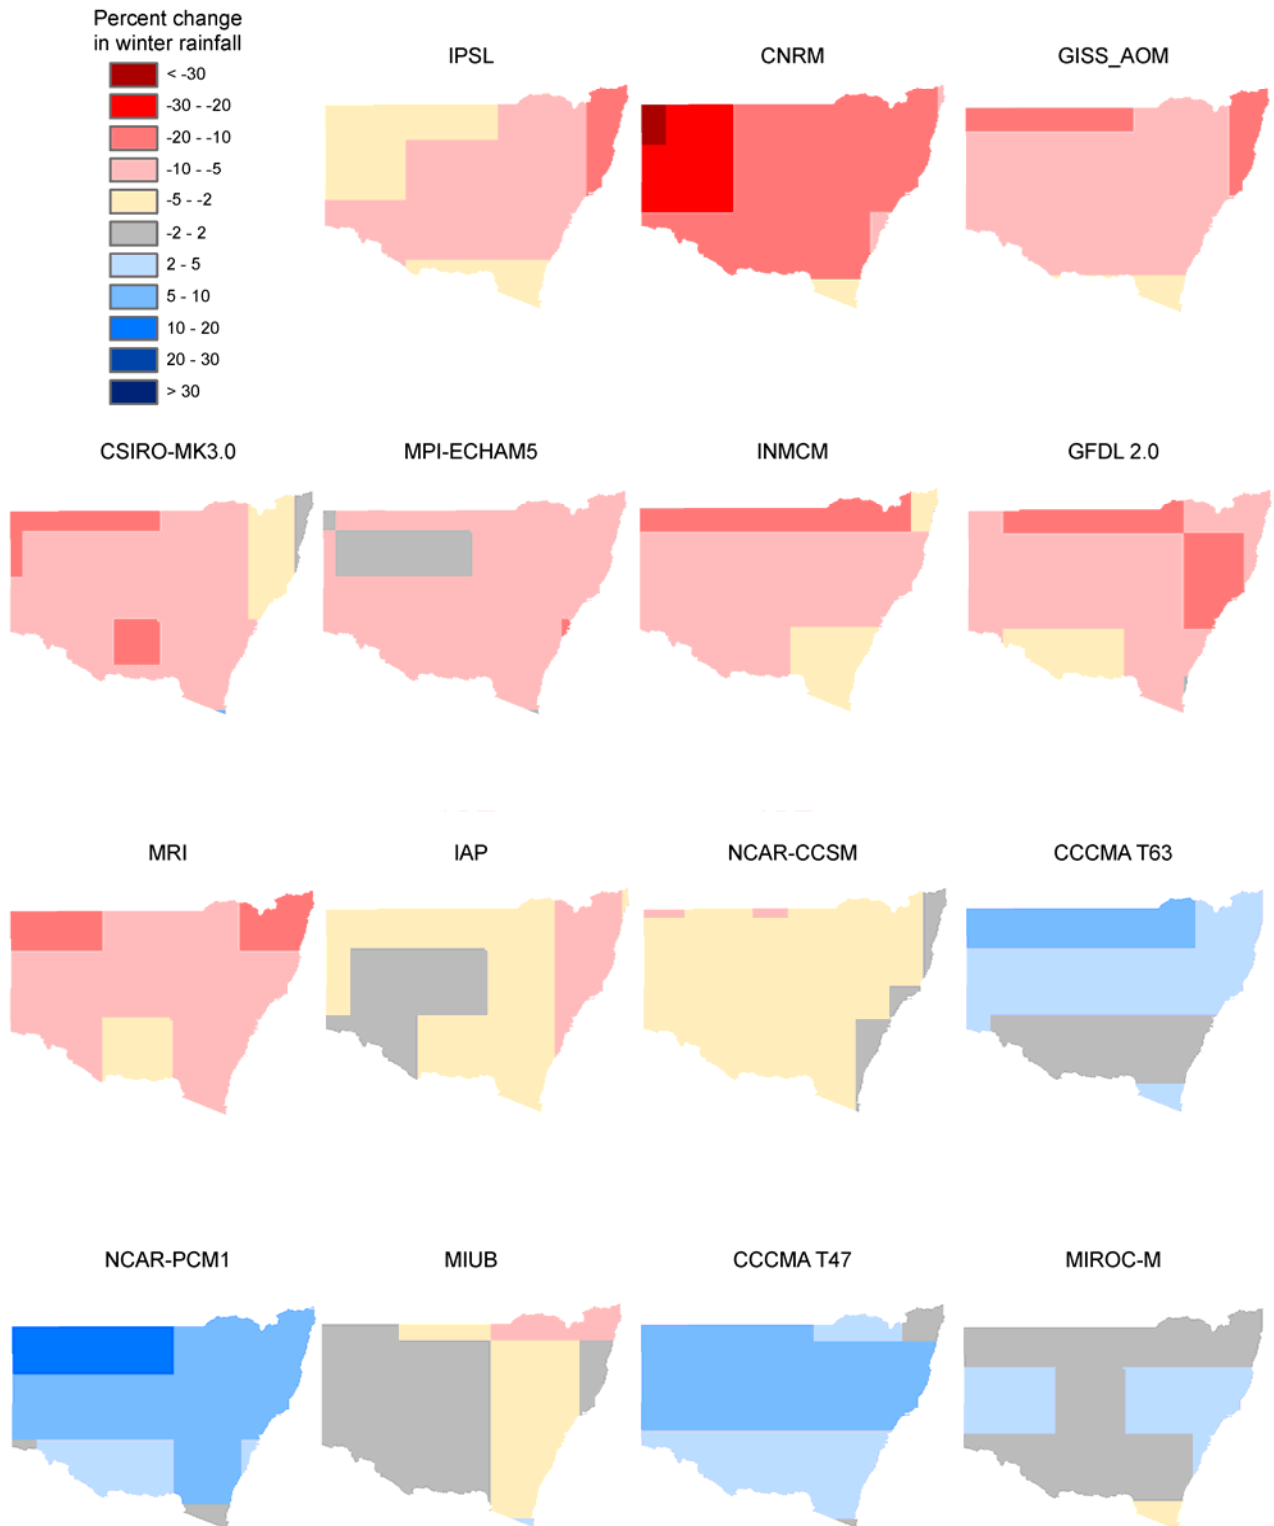 Percent change
in winter rainfall
< -30
-30 - -20
-20 - -10
-10 - -5
-5 - -2
-2 - 2
2 - 5
5 - 10
10 - 20
20 - 30
> 30
IPSL
CNRM
GISS_AOM
CSIRO-MK3.0
MPI-ECHAM5
INMCM
GFDL 2.0
MRI
IAP
NCAR-CCSM
CCCMA T63
NCAR-PCM1
MIUB
CCCMA T47
MIROC-M